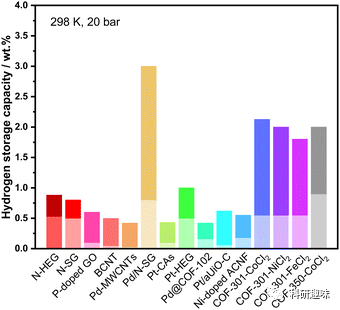 298 K, 20 bar
Hydrogen storage capacity / wt.%
4.0
3.5
3.0
2.5
2.0
1.5
1.0
0.5
0.0
N-HEG
N-SG
P-doped GO
BCNT
Pd-MWCNTs
Pd/N-SG
Pt-CAs
Pt-HEG
Pd@COF-102
Pt/aUiO-C
Ni-doped ACNF
COF-301-CoCl₂
COF-301-NiCl₂
COF-301-FeCl₂
COF-350-CoCl₂
科研趣味